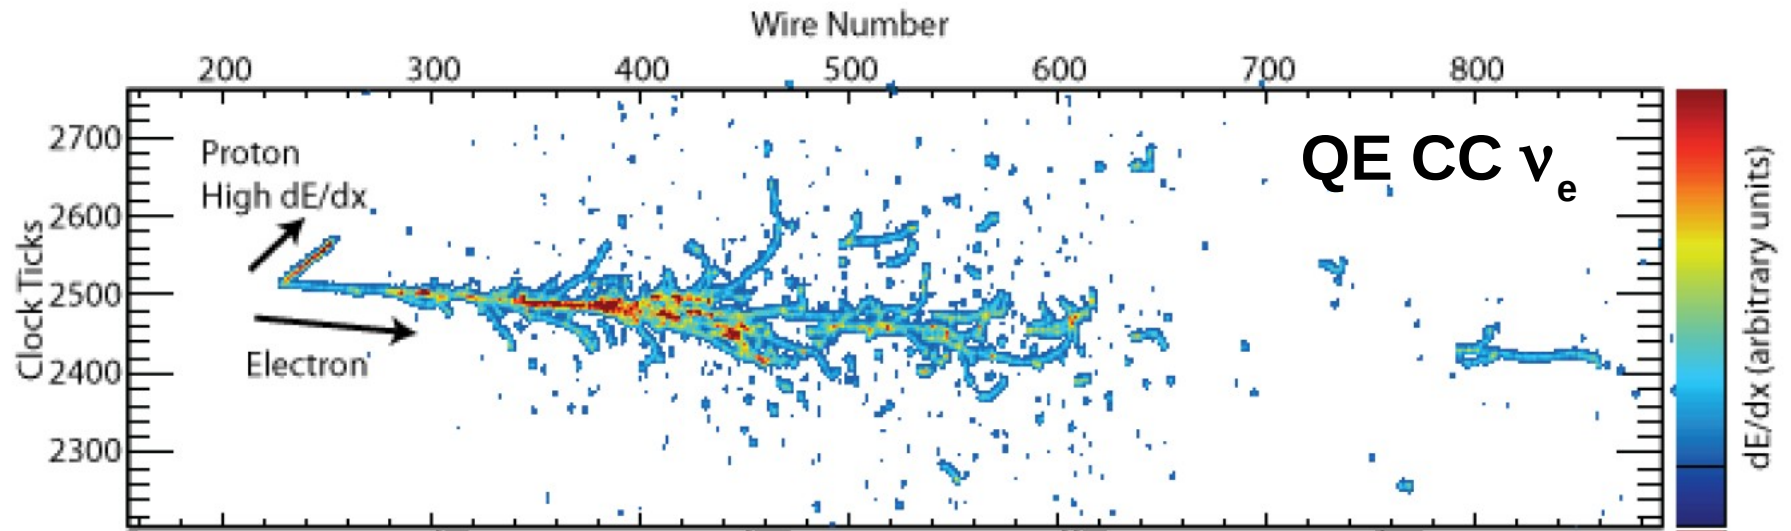 Wire Number
200 300 400 500 600 700 800
2700
2600
2500
2400
2300
Clock Ticks
Proton
High dE/dx
Electron
QE CC νe
dE/dx (arbitrary units)